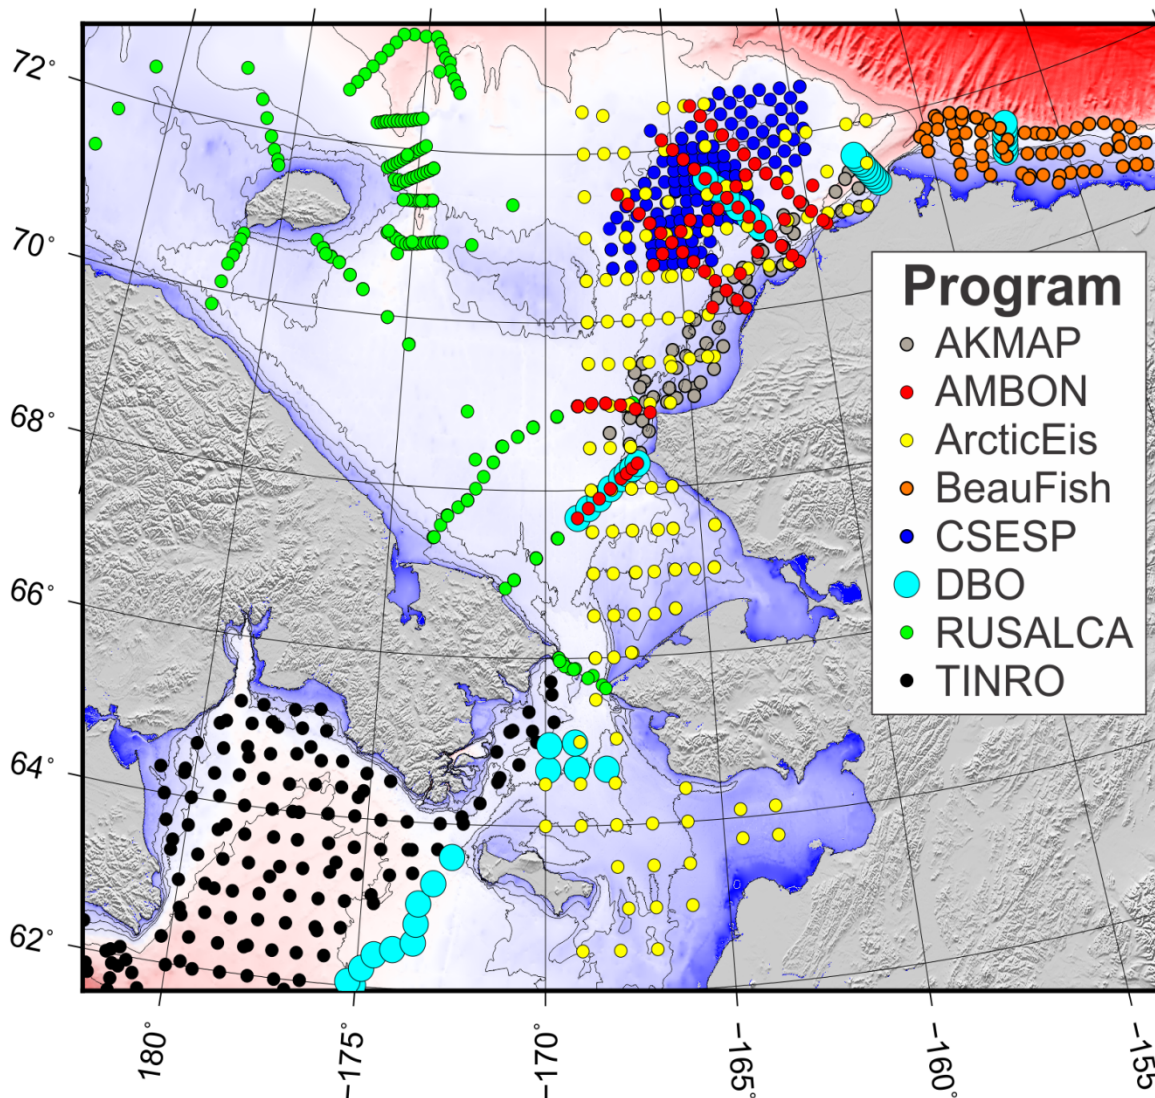 72°
70°
68°
66°
64°
62°
Program
AKMAP
AMBON
ArcticEis
BeauFish
CSESP
DBO
RUSALCA
TINRO
180°
-175°
-170°
-165°
-160°
-155